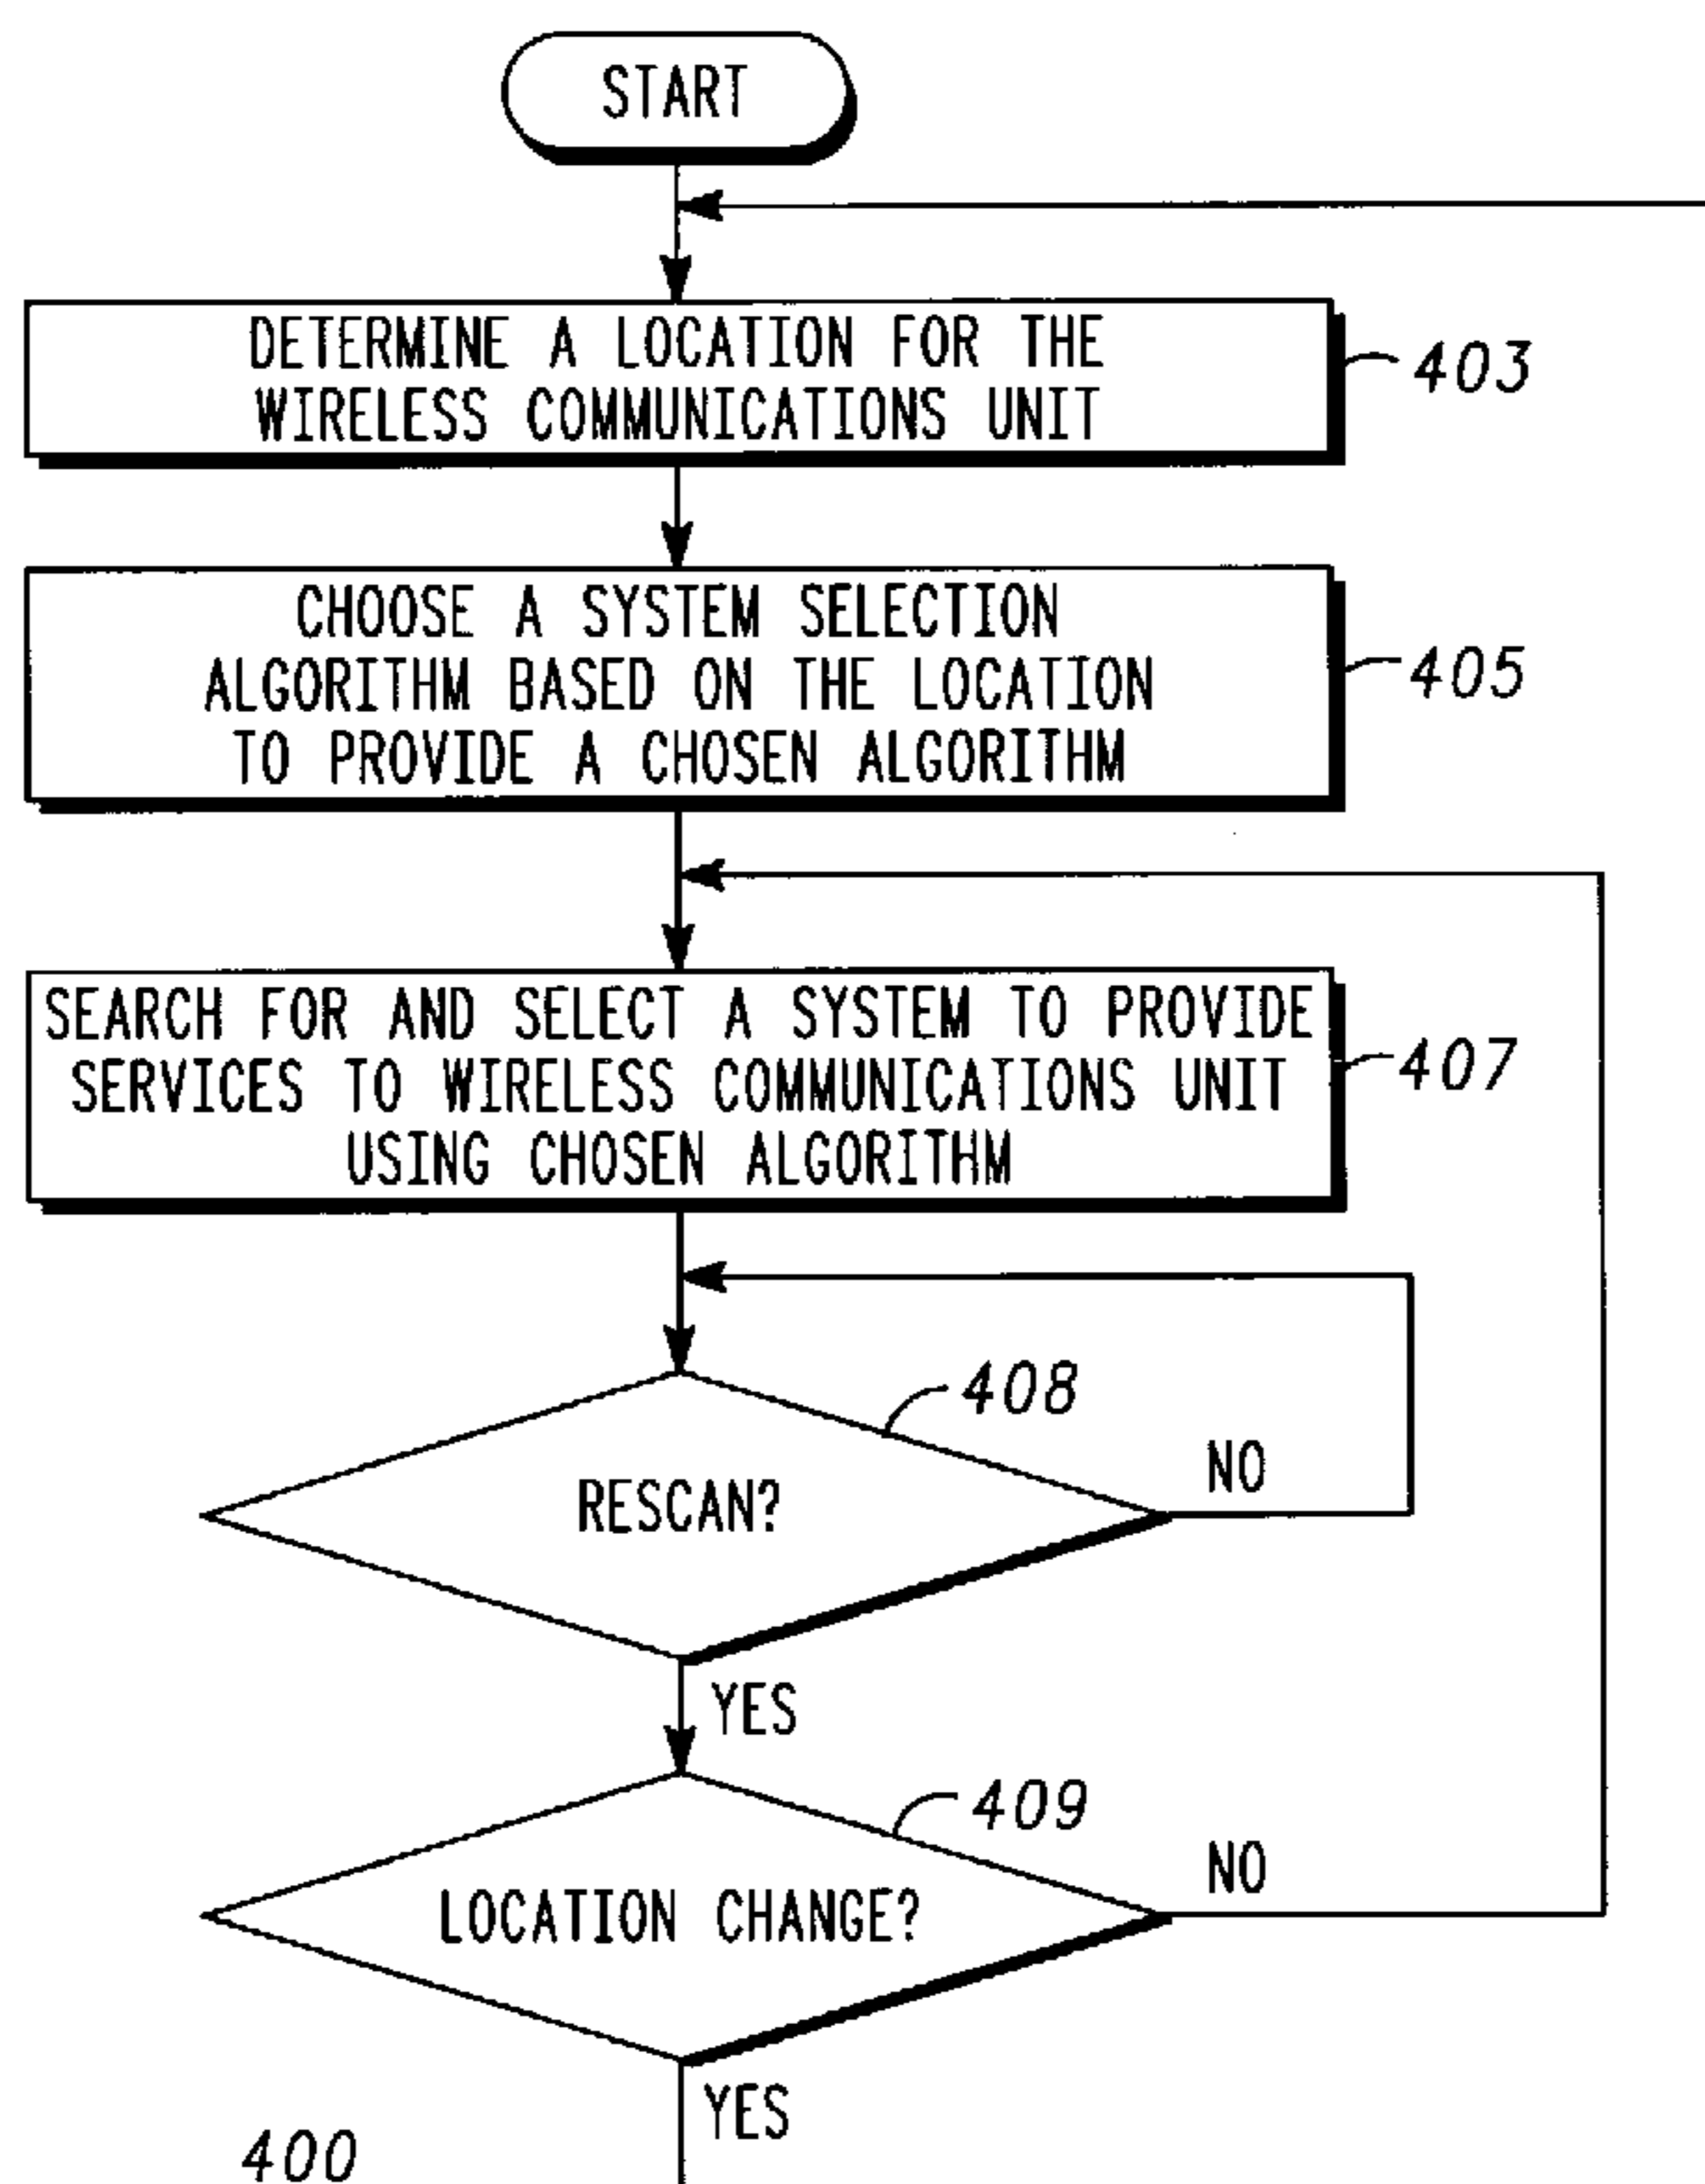 START
DETERMINE A LOCATION FOR THE
WIRELESS COMMUNICATIONS UNIT
403
CHOOSE A SYSTEM SELECTION
ALGORITHM BASED ON THE LOCATION
TO PROVIDE A CHOSEN ALGORITHM
405
SEARCH FOR AND SELECT A SYSTEM TO PROVIDE
SERVICES TO WIRELESS COMMUNICATIONS UNIT
USING CHOSEN ALGORITHM
407
408
RESCAN?
NO
YES
409
LOCATION CHANGE?
NO
YES
400